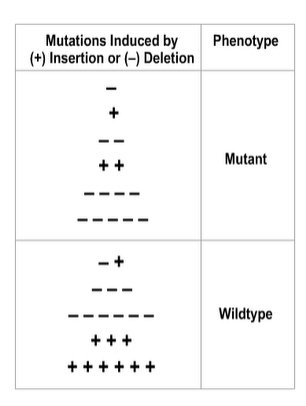 Mutations Induced by
(+) Insertion or (–) Deletion
Phenotype
–
+
– –
+ +
– – – –
– – – – –
Mutant
– +
– – –
– – – – – –
+ + +
+ + + + + +
Wildtype